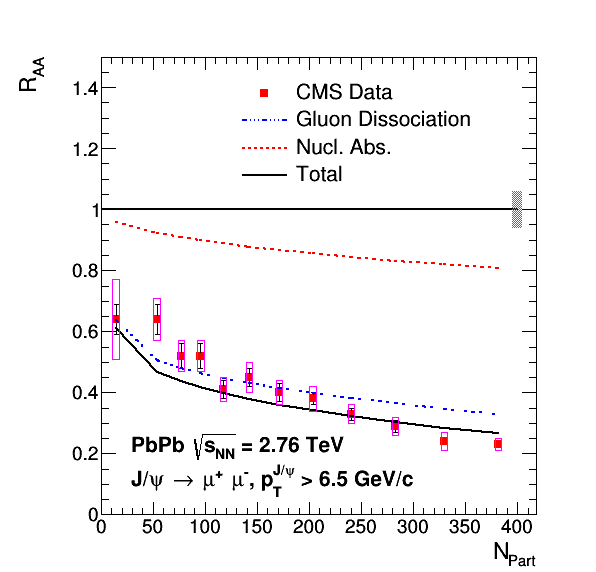 R_AA
1.4
1.2
1
0.8
0.6
0.4
0.2
0
CMS Data
Gluon Dissociation
Nucl. Abs.
Total
PbPb √s_NN = 2.76 TeV
J/ψ → μ⁺ μ⁻, p_T^J/ψ > 6.5 GeV/c
0 50 100 150 200 250 300 350 400
N_Part